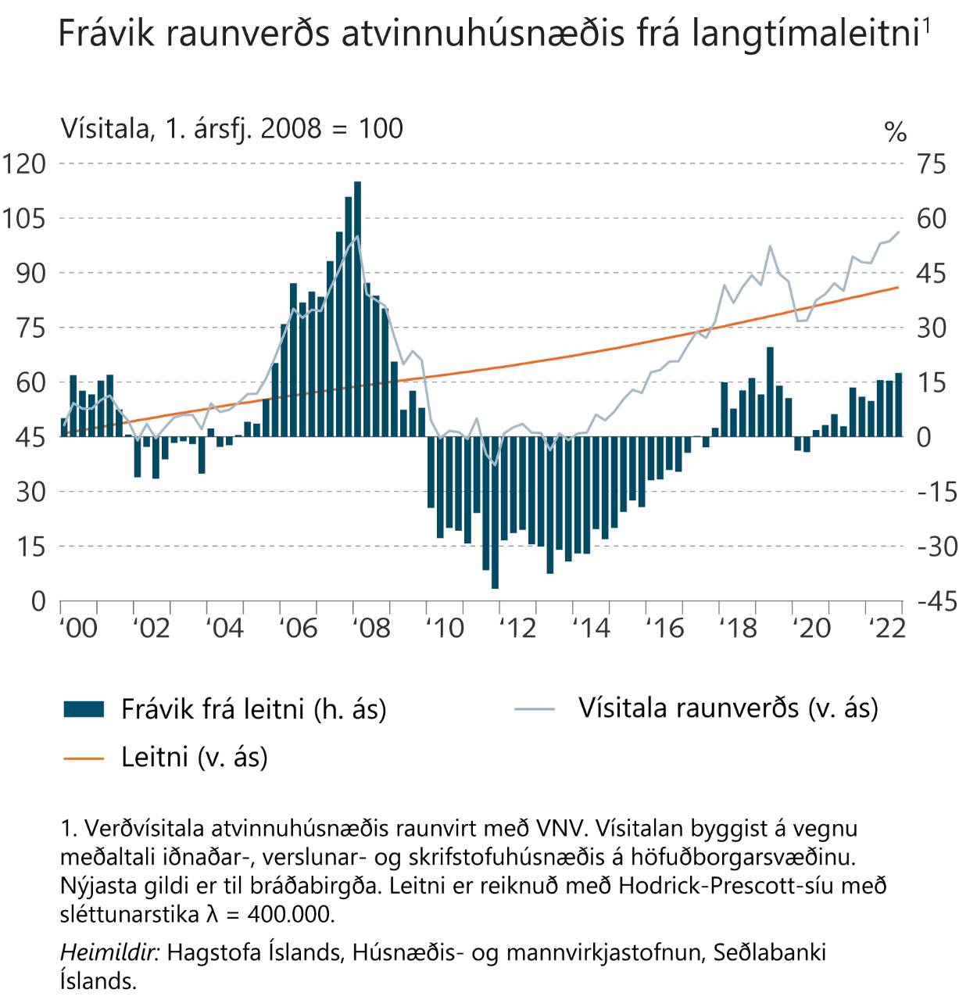 Frávik raunverðs atvinnuhúsnæðis frá langtímaleitni¹
Vísitala, 1. ársfj. 2008 = 100 %
120 75
105 60
90 45
75 30
60 15
45 0
30 -15
15 -30
0 -45
‘00 ‘02 ‘04 ‘06 ‘08 ‘10 ‘12 ‘14 ‘16 ‘18 ‘20 ‘22
Frávik frá leitni (h. ás) Vísitala raunverðs (v. ás)
Leitni (v. ás)
1. Verðvísitala atvinnuhúsnæðis raunvirt með VNV. Vísitalan byggist á vegnu
meðaltali iðnaðar-, verslunar- og skrifstofuhúsnæðis á höfuðborgarsvæðinu.
Nýjasta gildi er til bráðabirgða. Leitni er reiknuð með Hodrick-Prescott-síu með
sléttunarstika λ = 400.000.
Heimildir: Hagstofa Íslands, Húsnæðis- og mannvirkjastofnun, Seðlabanki
Íslands.